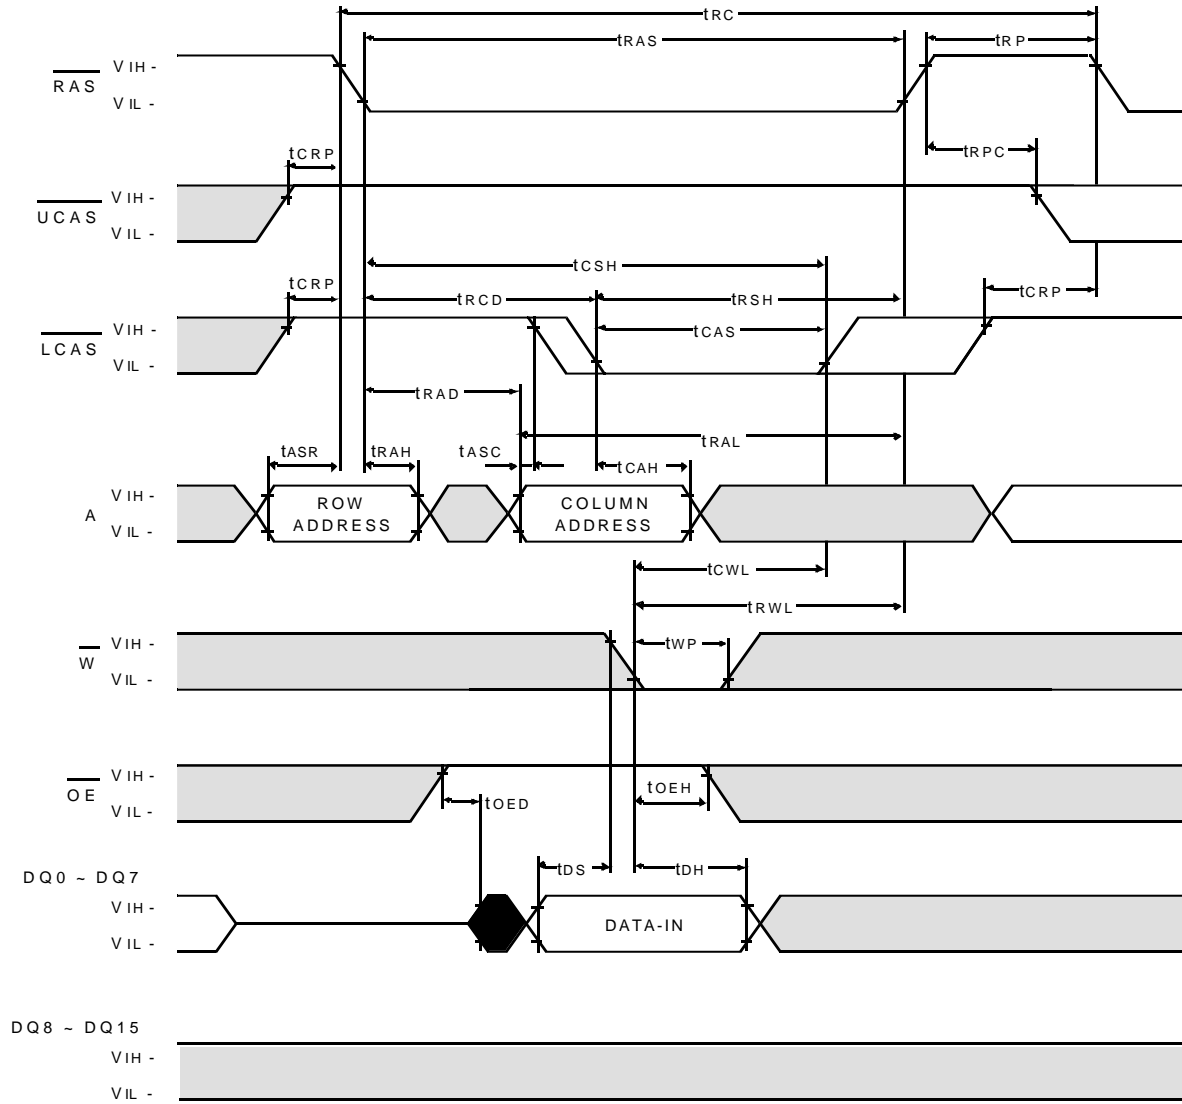 tRC
tRAS
tRP
RAS
VIH -
VIL -
tCRP
tRPC
UCAS
VIH -
VIL -
tCSH
tCRP
tRCD
tRSH
tCRP
LCAS
VIH -
VIL -
tCAS
tRAD
tRAL
tASR
tRAH
tASC
tCAH
A
VIH -
VIL -
ROW
ADDRESS
COLUMN
ADDRESS
tCWL
tRWL
W
VIH -
VIL -
tWP
OE
VIH -
VIL -
tOED
tOEH
tDS
tDH
DQ0 ~ DQ7
VIH -
VIL -
DATA-IN
DQ8 ~ DQ15
VIH -
VIL -